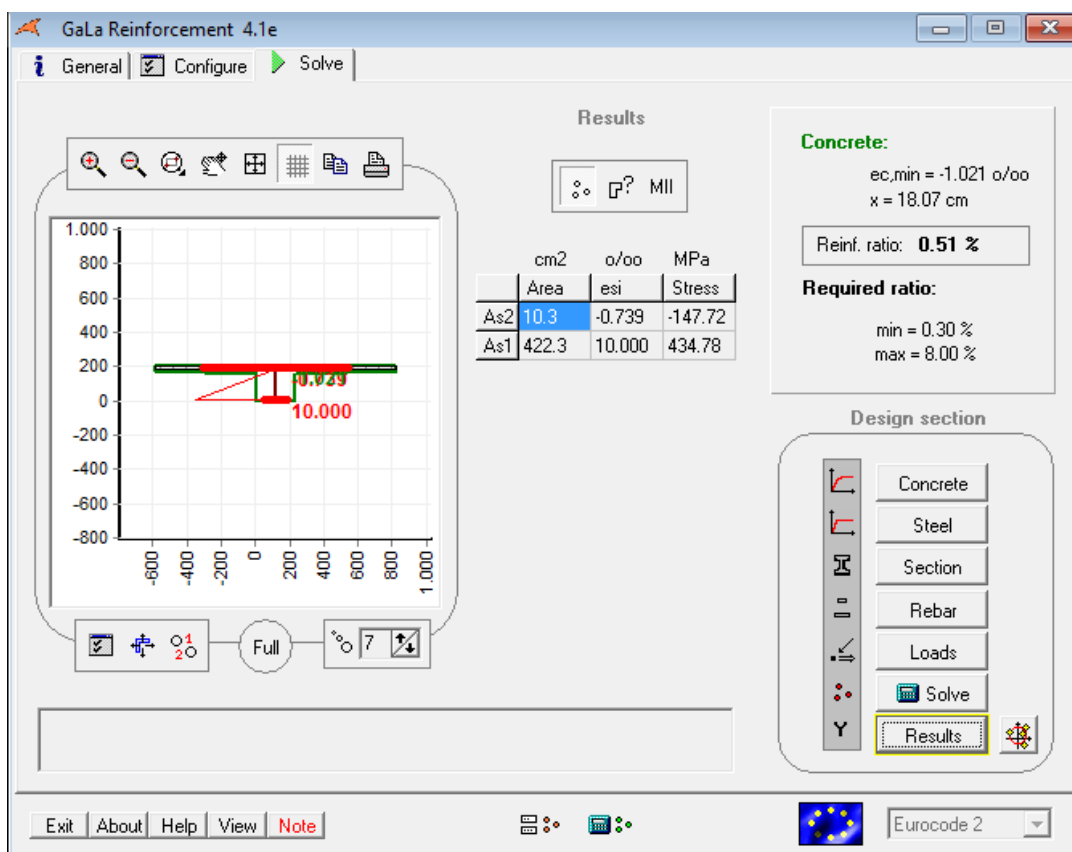 GaLa Reinforcement 4.1e
General
Configure
Solve
Results
MII
cm2 o/oo MPa
Area esi Stress
As2 10.3 -0.739 -147.72
As1 422.3 10.000 434.78
Concrete:
ec,min = -1.021 o/oo
x = 18.07 cm
Reinf. ratio: 0.51 %
Required ratio:
min = 0.30 %
max = 8.00 %
1.000
800
600
400
200
0
-200
-400
-600
-800
-600 -400 -200 0 200 400 600 800 1.000
10.000
Full
7
Design section
Concrete
Steel
Section
Rebar
Loads
Solve
Results
Exit About Help View Note
Eurocode 2